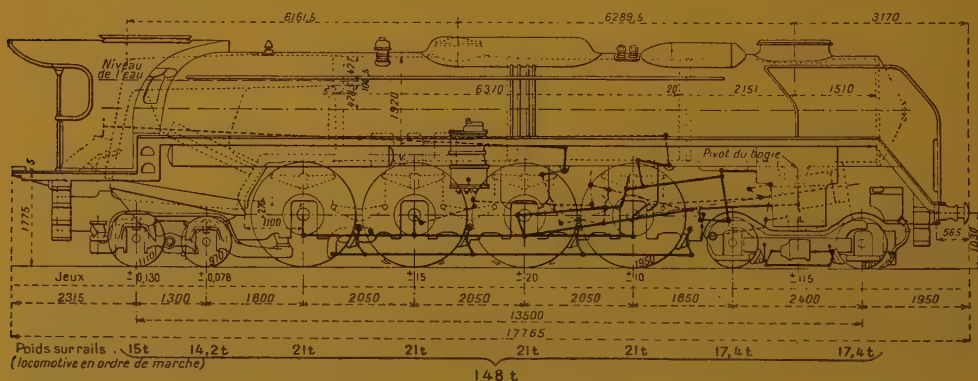 6161,5 6289,5 3170
Niveau
de l'Eau
6370 20 2151 1510
1920
Pivot du bogie
1775
270
1100
565
1100 970 1950
Jeux ± 0,130 ± 0,078 ± 15 ± 20 ± 10 ± 115
2315 1300 1800 2050 2050 2050 1850 2400 1950
13500
17765
Poids sur rails . 15t 14,2t 21t 21t 21t 21t 17,4t 17,4t
(locomotive en ordre de marche)
148 t